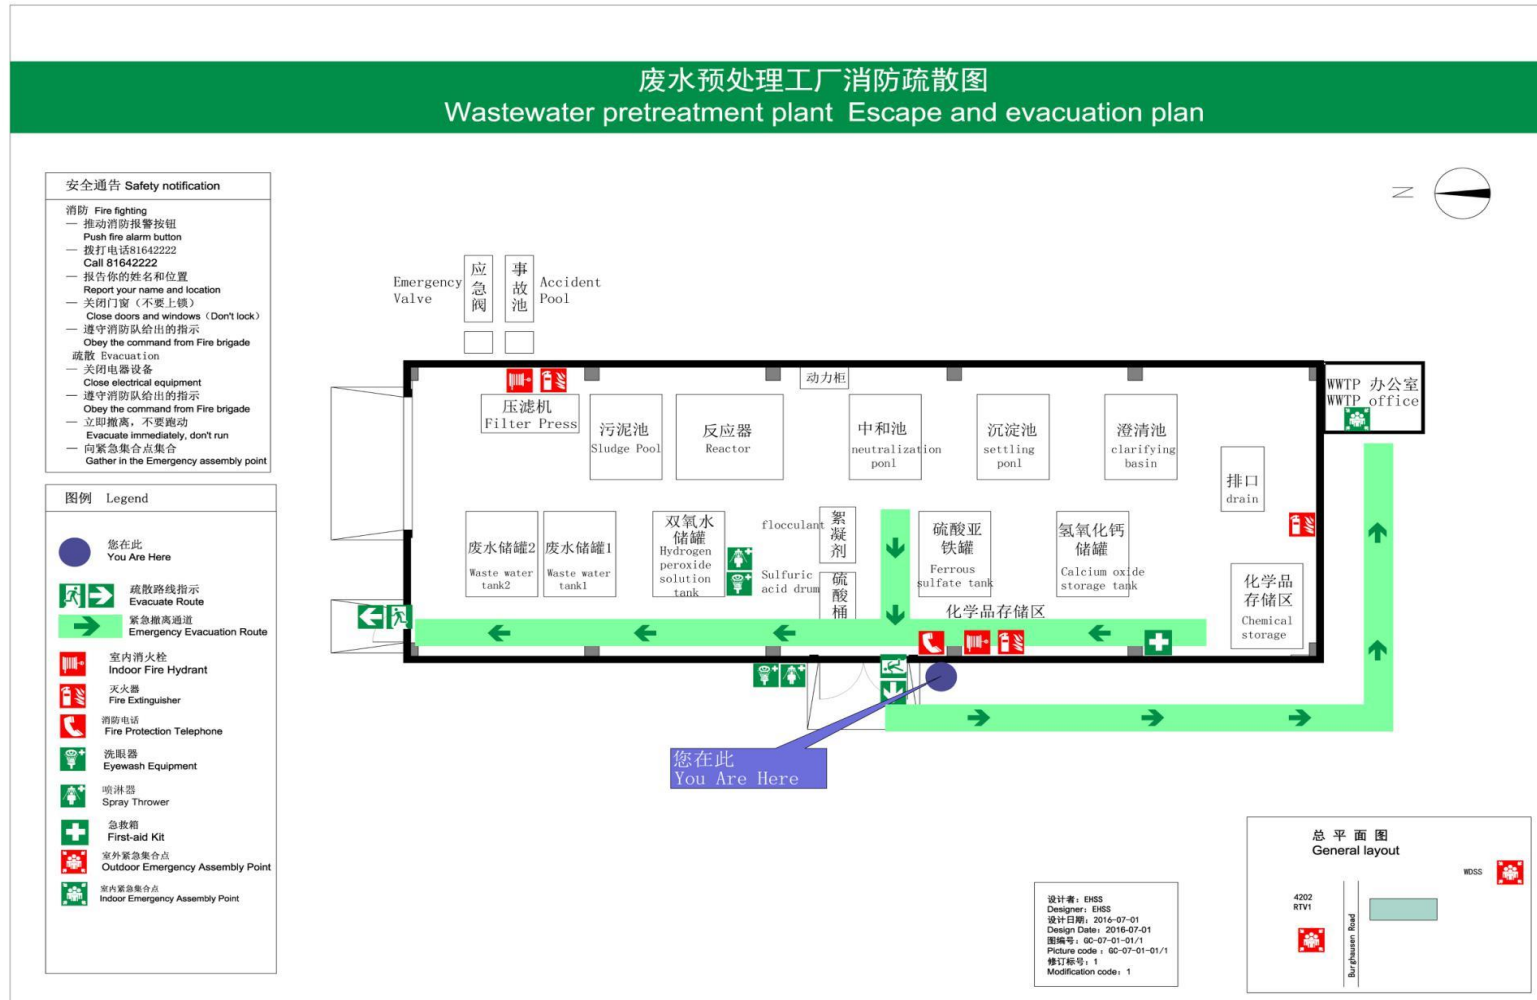 废水预处理工厂消防疏散图
Wastewater pretreatment plant Escape and evacuation plan
安全通告 Safety notification
消防 Fire fighting
— 推动消防报警按钮
Push fire alarm button
— 拨打电话81642222
Call 81642222
— 报告你的姓名和位置
Report your name and location
— 关闭门窗（不要上锁）
Close doors and windows（Don't lock）
— 遵守消防队给出的指示
Obey the command from Fire brigade
疏散 Evacuation
— 关闭电器设备
Close electrical equipment
— 遵守消防队给出的指示
Obey the command from Fire brigade
— 立即撤离，不要跑动
Evacuate immediately, don't run
— 向紧急集合点集合
Gather in the Emergency assembly point
图例 Legend
您在此
You Are Here
疏散路线指示
Evacuate Route
紧急撤离通道
Emergency Evacuation Route
室内消火栓
Indoor Fire Hydrant
灭火器
Fire Extinguisher
消防电话
Fire Protection Telephone
洗眼器
Eyewash Equipment
喷淋器
Spray Thrower
急救箱
First-aid Kit
室外紧急集合点
Outdoor Emergency Assembly Point
室内紧急集合点
Indoor Emergency Assembly Point
N
Emergency
Valve
应急阀
事故池
Accident
Pool
动力柜
WWTP 办公室
WWTP office
压滤机
Filter Press
污泥池
Sludge Pool
反应器
Reactor
中和池
neutralization
ponl
沉淀池
settling
ponl
澄清池
clarifying
basin
排口
drain
废水储罐2
Waste water
tank2
废水储罐1
Waste water
tank1
双氧水
储罐
Hydrogen
peroxide
solution
tank
flocculant
絮凝剂
Sulfuric
acid drum
硫酸桶
硫酸亚
铁罐
Ferrous
sulfate tank
氢氧化钙
储罐
Calcium oxide
storage tank
化学品存储区
化学品
存储区
Chemical
storage
您在此
You Are Here
总平面图
General layout
WDSS
4202
RTV1
Burghausen Road
设计者：EHSS
Designer：EHSS
设计日期：2016-07-01
Design Date：2016-07-01
图编号：GC-07-01-01/1
Picture code：GC-07-01-01/1
修订标号：1
Modification code：1